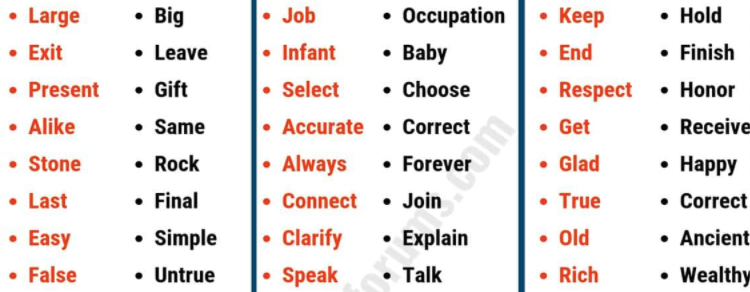 Large Big
Exit Leave
Present Gift
Alike Same
Stone Rock
Last Final
Easy Simple
False Untrue
Job Occupation
Infant Baby
Select Choose
Accurate Correct
Always Forever
Connect Join
Clarify Explain
Speak Talk
Keep Hold
End Finish
Respect Honor
Get Receive
Glad Happy
True Correct
Old Ancient
Rich Wealthy
forums.com